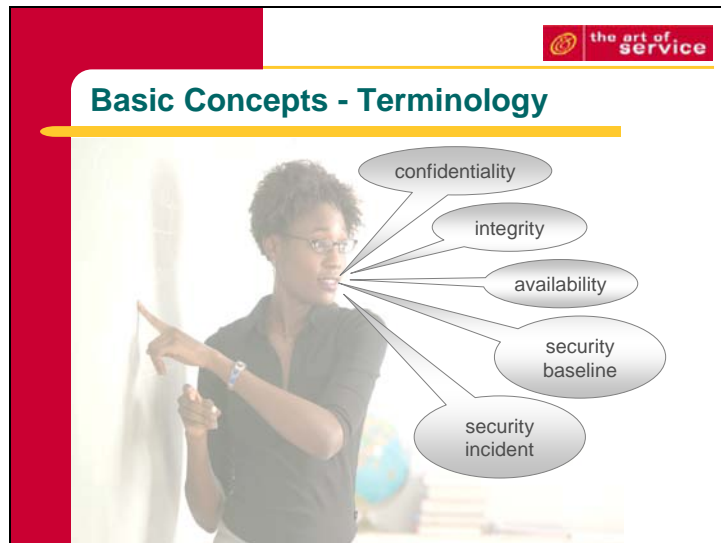 the art of
service
Basic Concepts - Terminology
confidentiality
integrity
availability
security
baseline
security
incident